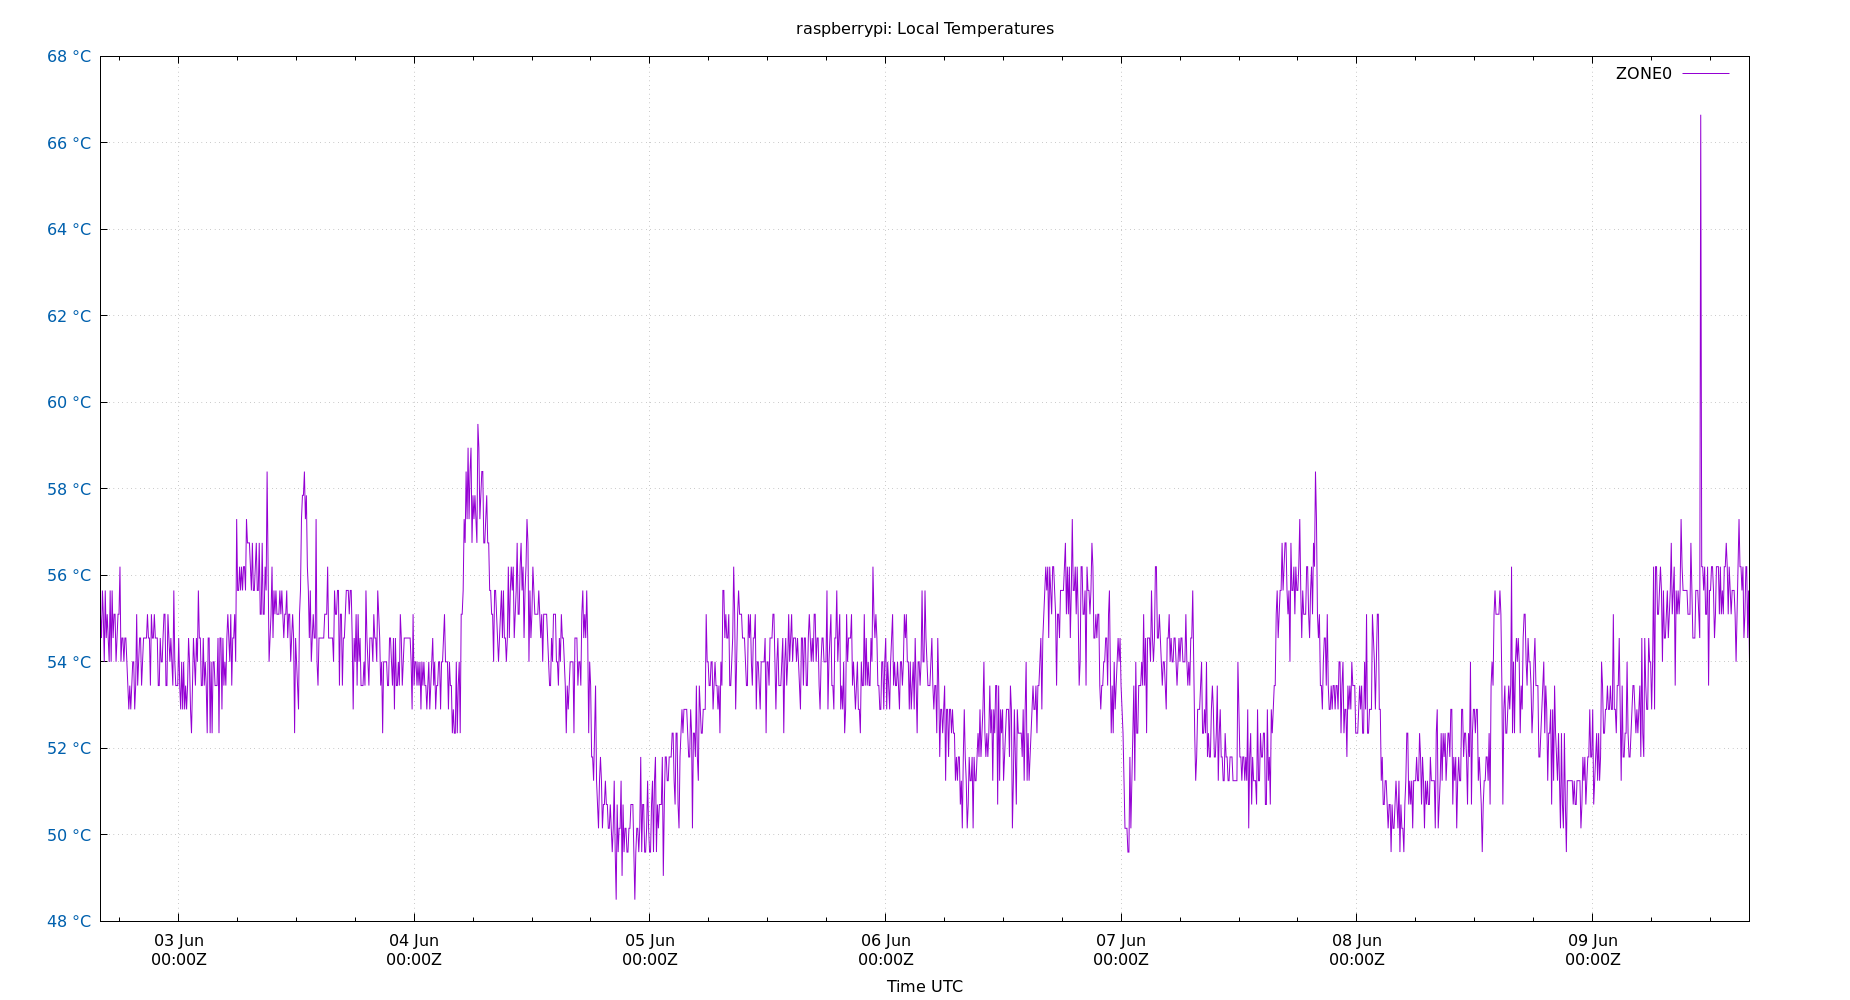 raspberrypi: Local Temperatures
68 °C
ZONE0
66 °C
64 °C
62 °C
60 °C
58 °C
56 °C
54 °C
52 °C
50 °C
48 °C
03 Jun 04 Jun 05 Jun 06 Jun 07 Jun 08 Jun 09 Jun
00:00Z 00:00Z 00:00Z 00:00Z 00:00Z 00:00Z 00:00Z
Time UTC